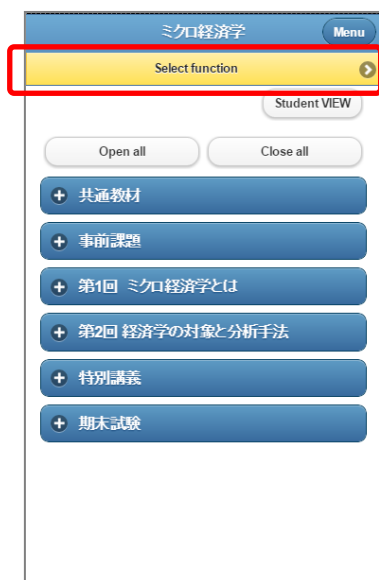 ミクロ経済学
Menu
Select function
Student VIEW
Open all
Close all
共通教材
事前課題
第1回 ミクロ経済学とは
第2回 経済学の対象と分析手法
特別講義
期末試験